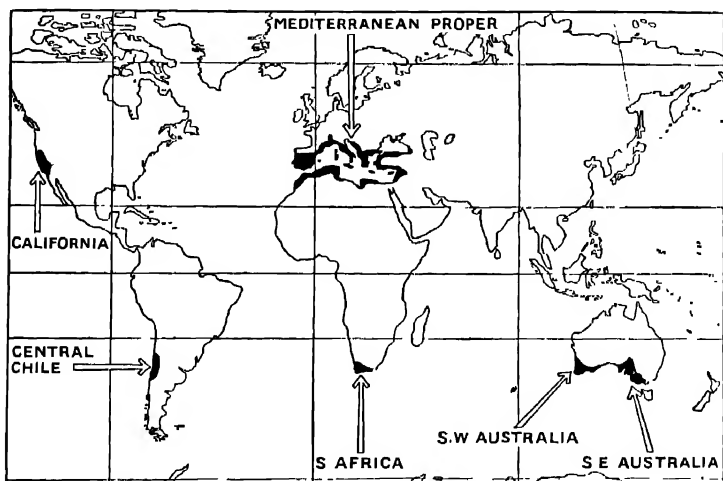 MEDITERRANEAN PROPER
CALIFORNIA
CENTRAL
CHILE
S.W AUSTRALIA
S AFRICA
S E AUSTRALIA